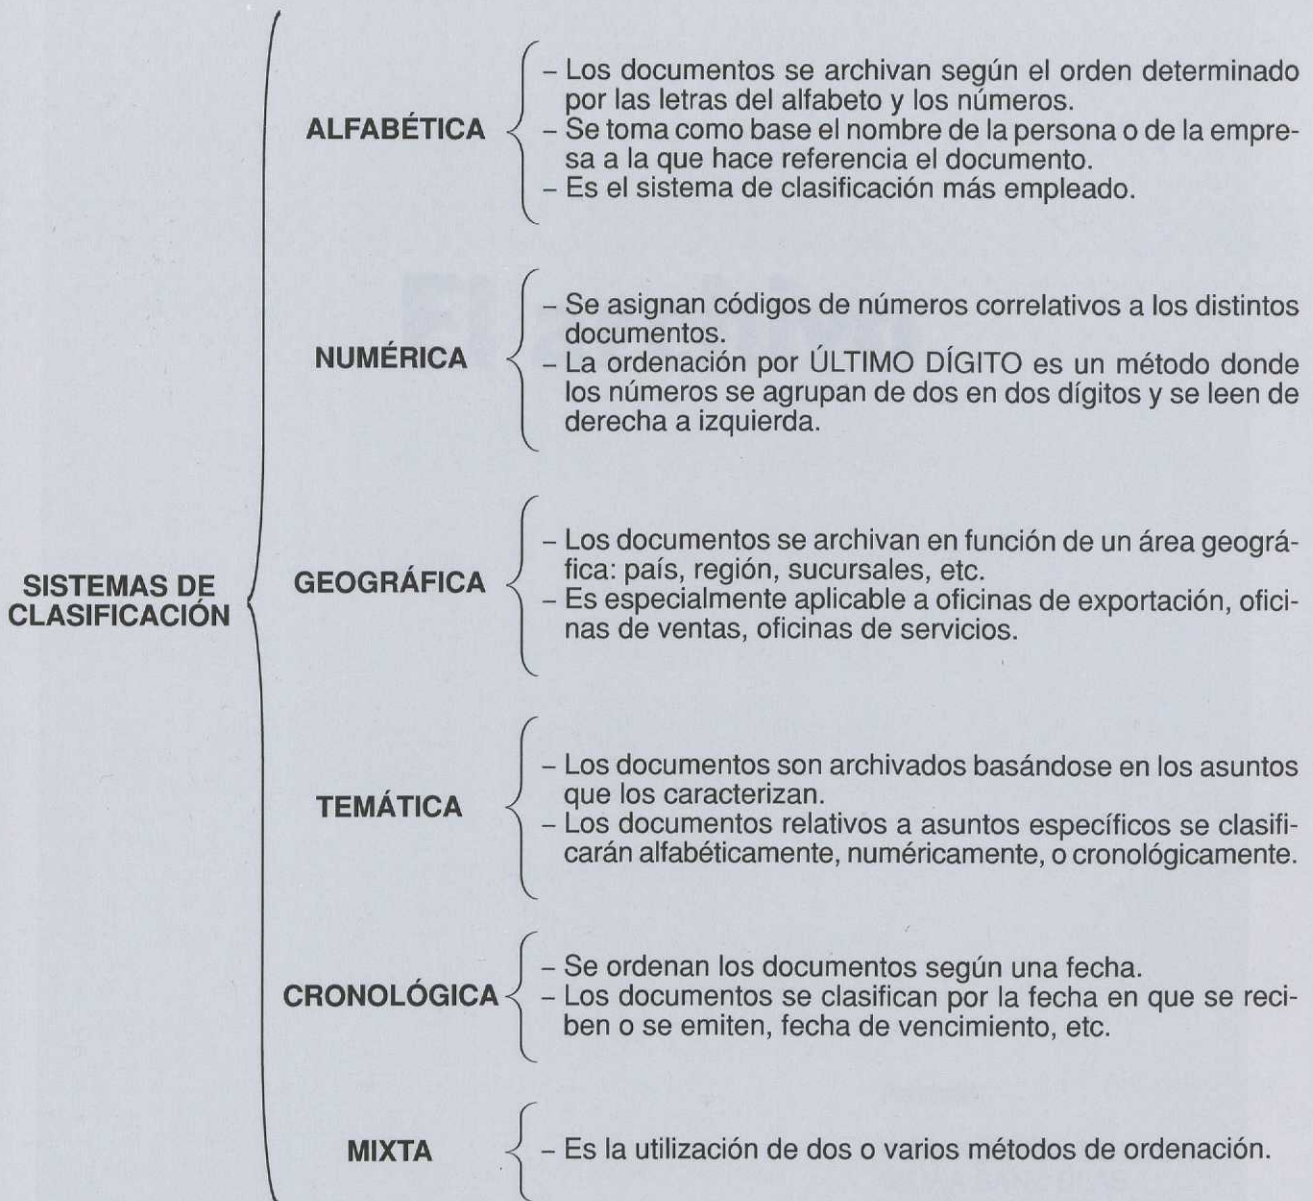 ALFABÉTICA
– Los documentos se archivan según el orden determinado
por las letras del alfabeto y los números.
– Se toma como base el nombre de la persona o de la empre-
sa a la que hace referencia el documento.
– Es el sistema de clasificación más empleado.
NUMÉRICA
– Se asignan códigos de números correlativos a los distintos
documentos.
– La ordenación por ÚLTIMO DÍGITO es un método donde
los números se agrupan de dos en dos dígitos y se leen de
derecha a izquierda.
SISTEMAS DE
CLASIFICACIÓN
GEOGRÁFICA
– Los documentos se archivan en función de un área geográ-
fica: país, región, sucursales, etc.
– Es especialmente aplicable a oficinas de exportación, ofici-
nas de ventas, oficinas de servicios.
TEMÁTICA
– Los documentos son archivados basándose en los asuntos
que los caracterizan.
– Los documentos relativos a asuntos específicos se clasifi-
carán alfabéticamente, numéricamente, o cronológicamente.
CRONOLÓGICA
– Se ordenan los documentos según una fecha.
– Los documentos se clasifican por la fecha en que se reci-
ben o se emiten, fecha de vencimiento, etc.
MIXTA
– Es la utilización de dos o varios métodos de ordenación.